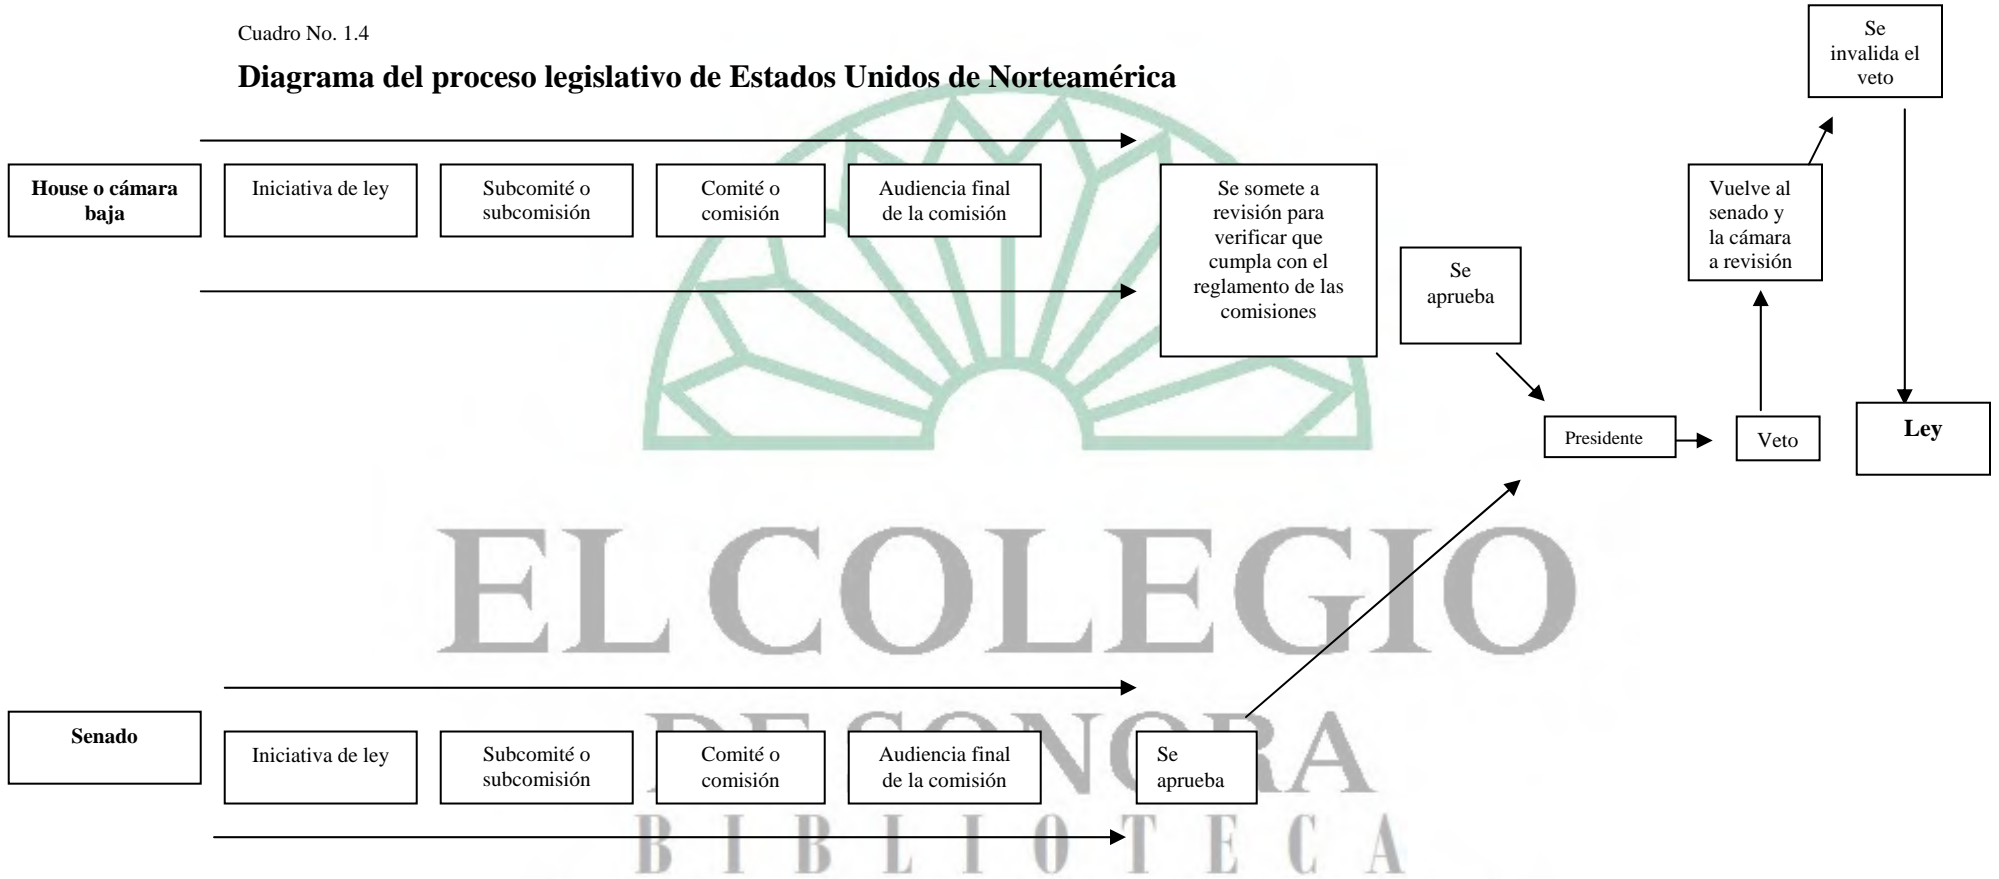 Cuadro No. 1.4
Diagrama del proceso legislativo de Estados Unidos de Norteamérica
House o cámara
baja
Iniciativa de ley
Subcomité o
subcomisión
Comité o
comisión
Audiencia final
de la comisión
Se somete a
revisión para
verificar que
cumpla con el
reglamento de las
comisiones
Se
aprueba
Presidente
Veto
Vuelve al
senado y
la cámara
a revisión
Se
invalida el
veto
Ley
Senado
Iniciativa de ley
Subcomité o
subcomisión
Comité o
comisión
Audiencia final
de la comisión
Se
aprueba
EL COLEGIO
DE SONORA
BIBLIOTECA